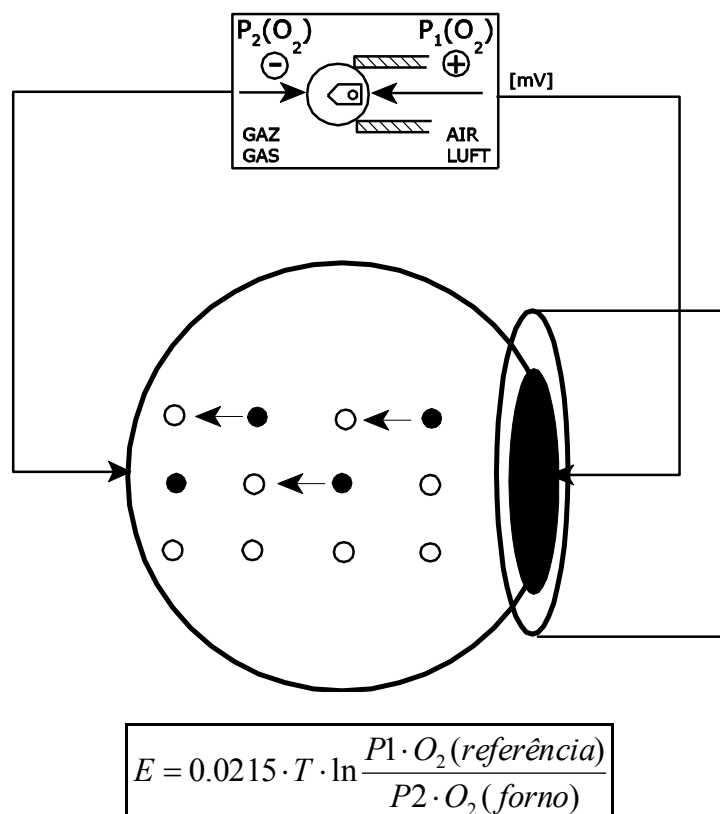 P₂(O₂) P₁(O₂)
⊖ ⊕
[mV]
GAZ AIR
GAS LUFT
E = 0.0215 · T · ln P1 · O₂ (referência) / P2 · O₂ (forno)